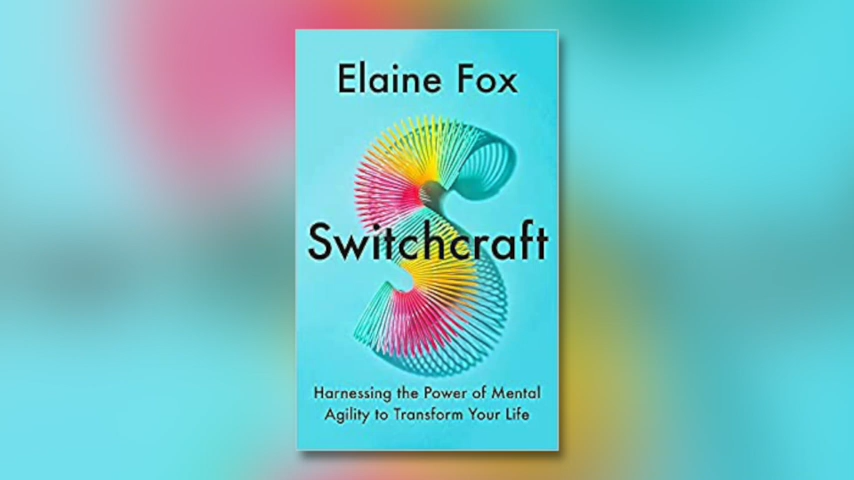 Elaine Fox
Switchcraft
Harnessing the Power of Mental
Agility to Transform Your Life